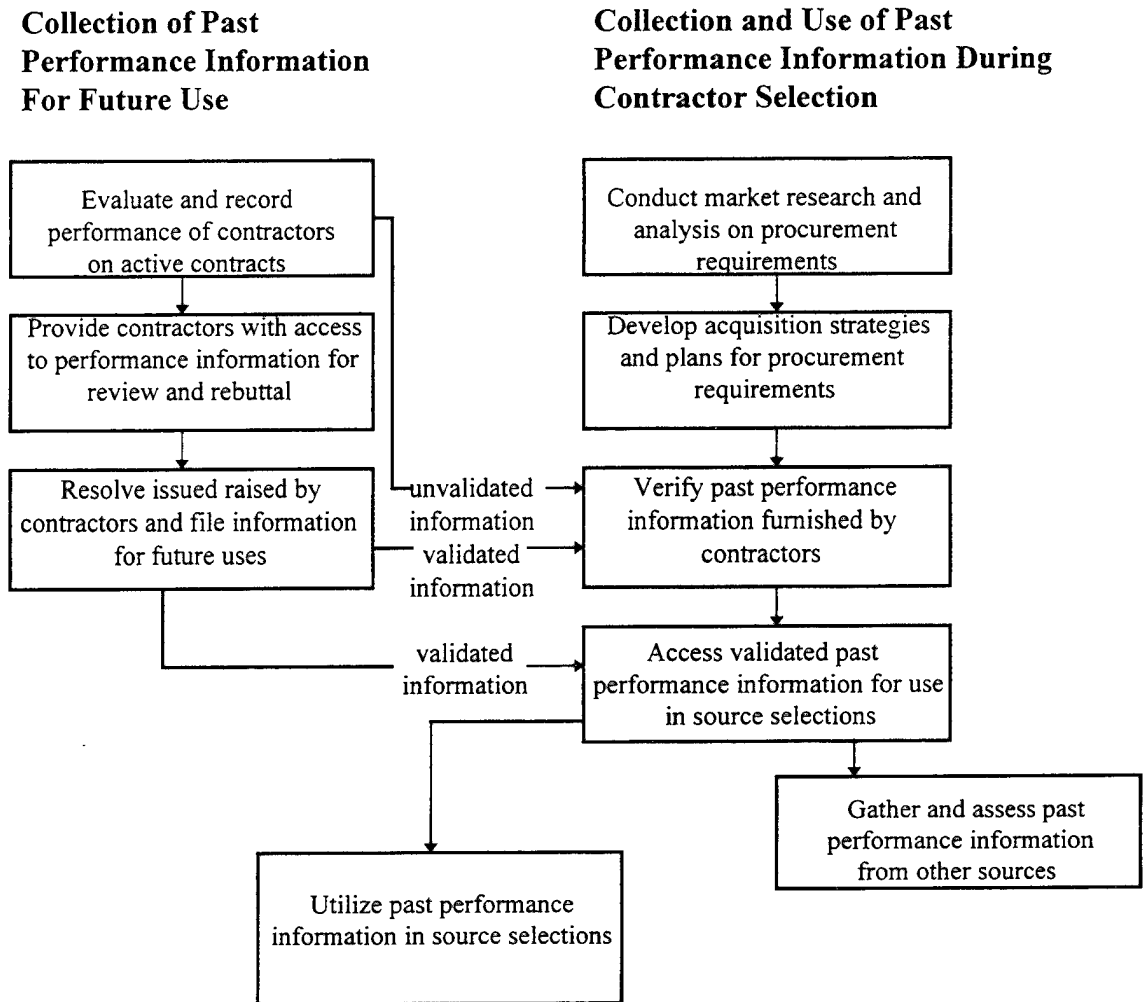 Collection of Past
Performance Information
For Future Use
Collection and Use of Past
Performance Information During
Contractor Selection
Evaluate and record
performance of contractors
on active contracts
Provide contractors with access
to performance information for
review and rebuttal
Resolve issued raised by
contractors and file information
for future uses
unvalidated
information
validated
information
validated
information
Conduct market research and
analysis on procurement
requirements
Develop acquisition strategies
and plans for procurement
requirements
Verify past performance
information furnished by
contractors
Access validated past
performance information for use
in source selections
Gather and assess past
performance information
from other sources
Utilize past performance
information in source selections